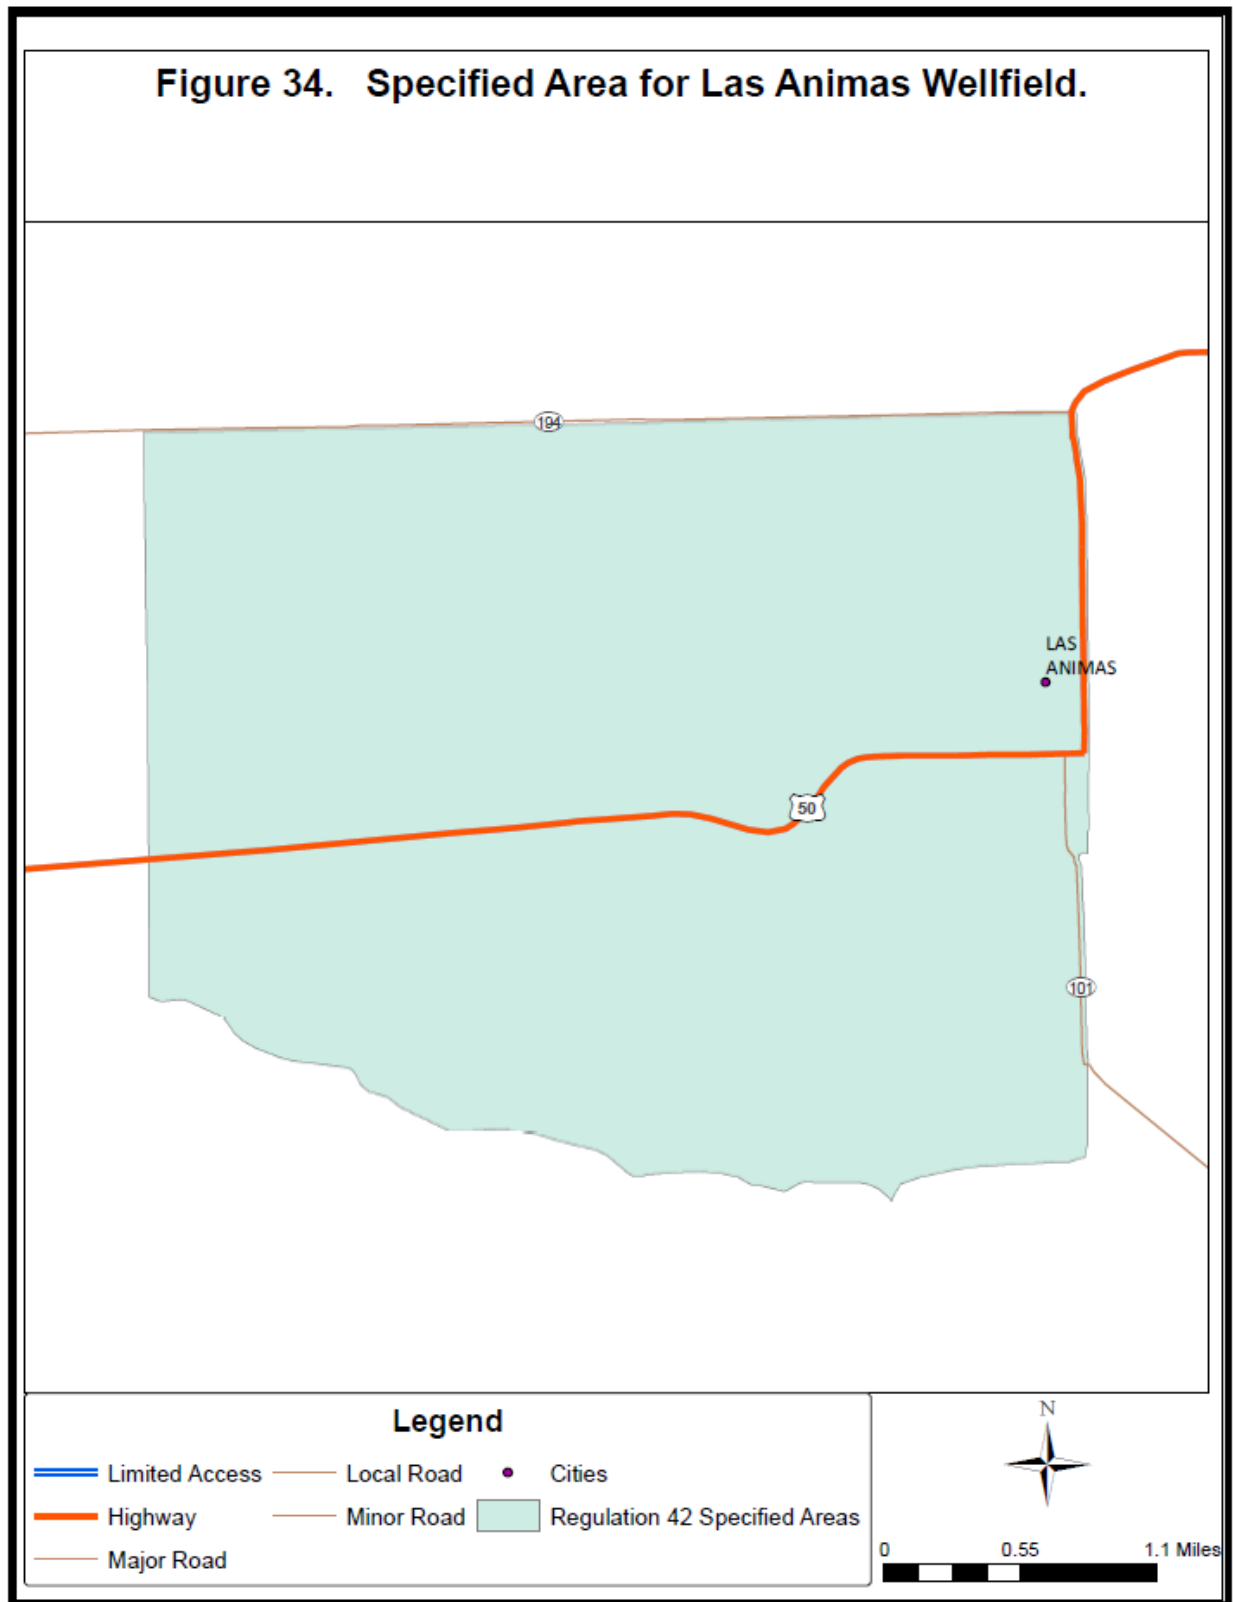 Figure 34. Specified Area for Las Animas Wellfield.
194
LAS
ANIMAS
50
101
Legend
Limited Access
Local Road
Cities
Highway
Minor Road
Regulation 42 Specified Areas
Major Road
N
0 0.55 1.1 Miles